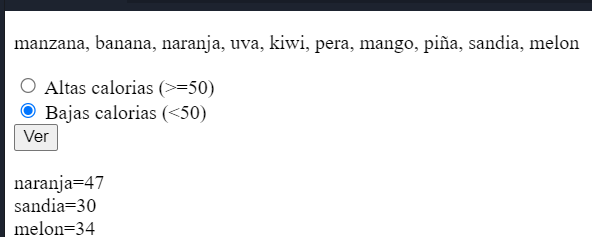 manzana, banana, naranja, uva, kiwi, pera, mango, piña, sandia, melon
Altas calorias (>=50)
Bajas calorias (<50)
Ver
naranja=47
sandia=30
melon=34